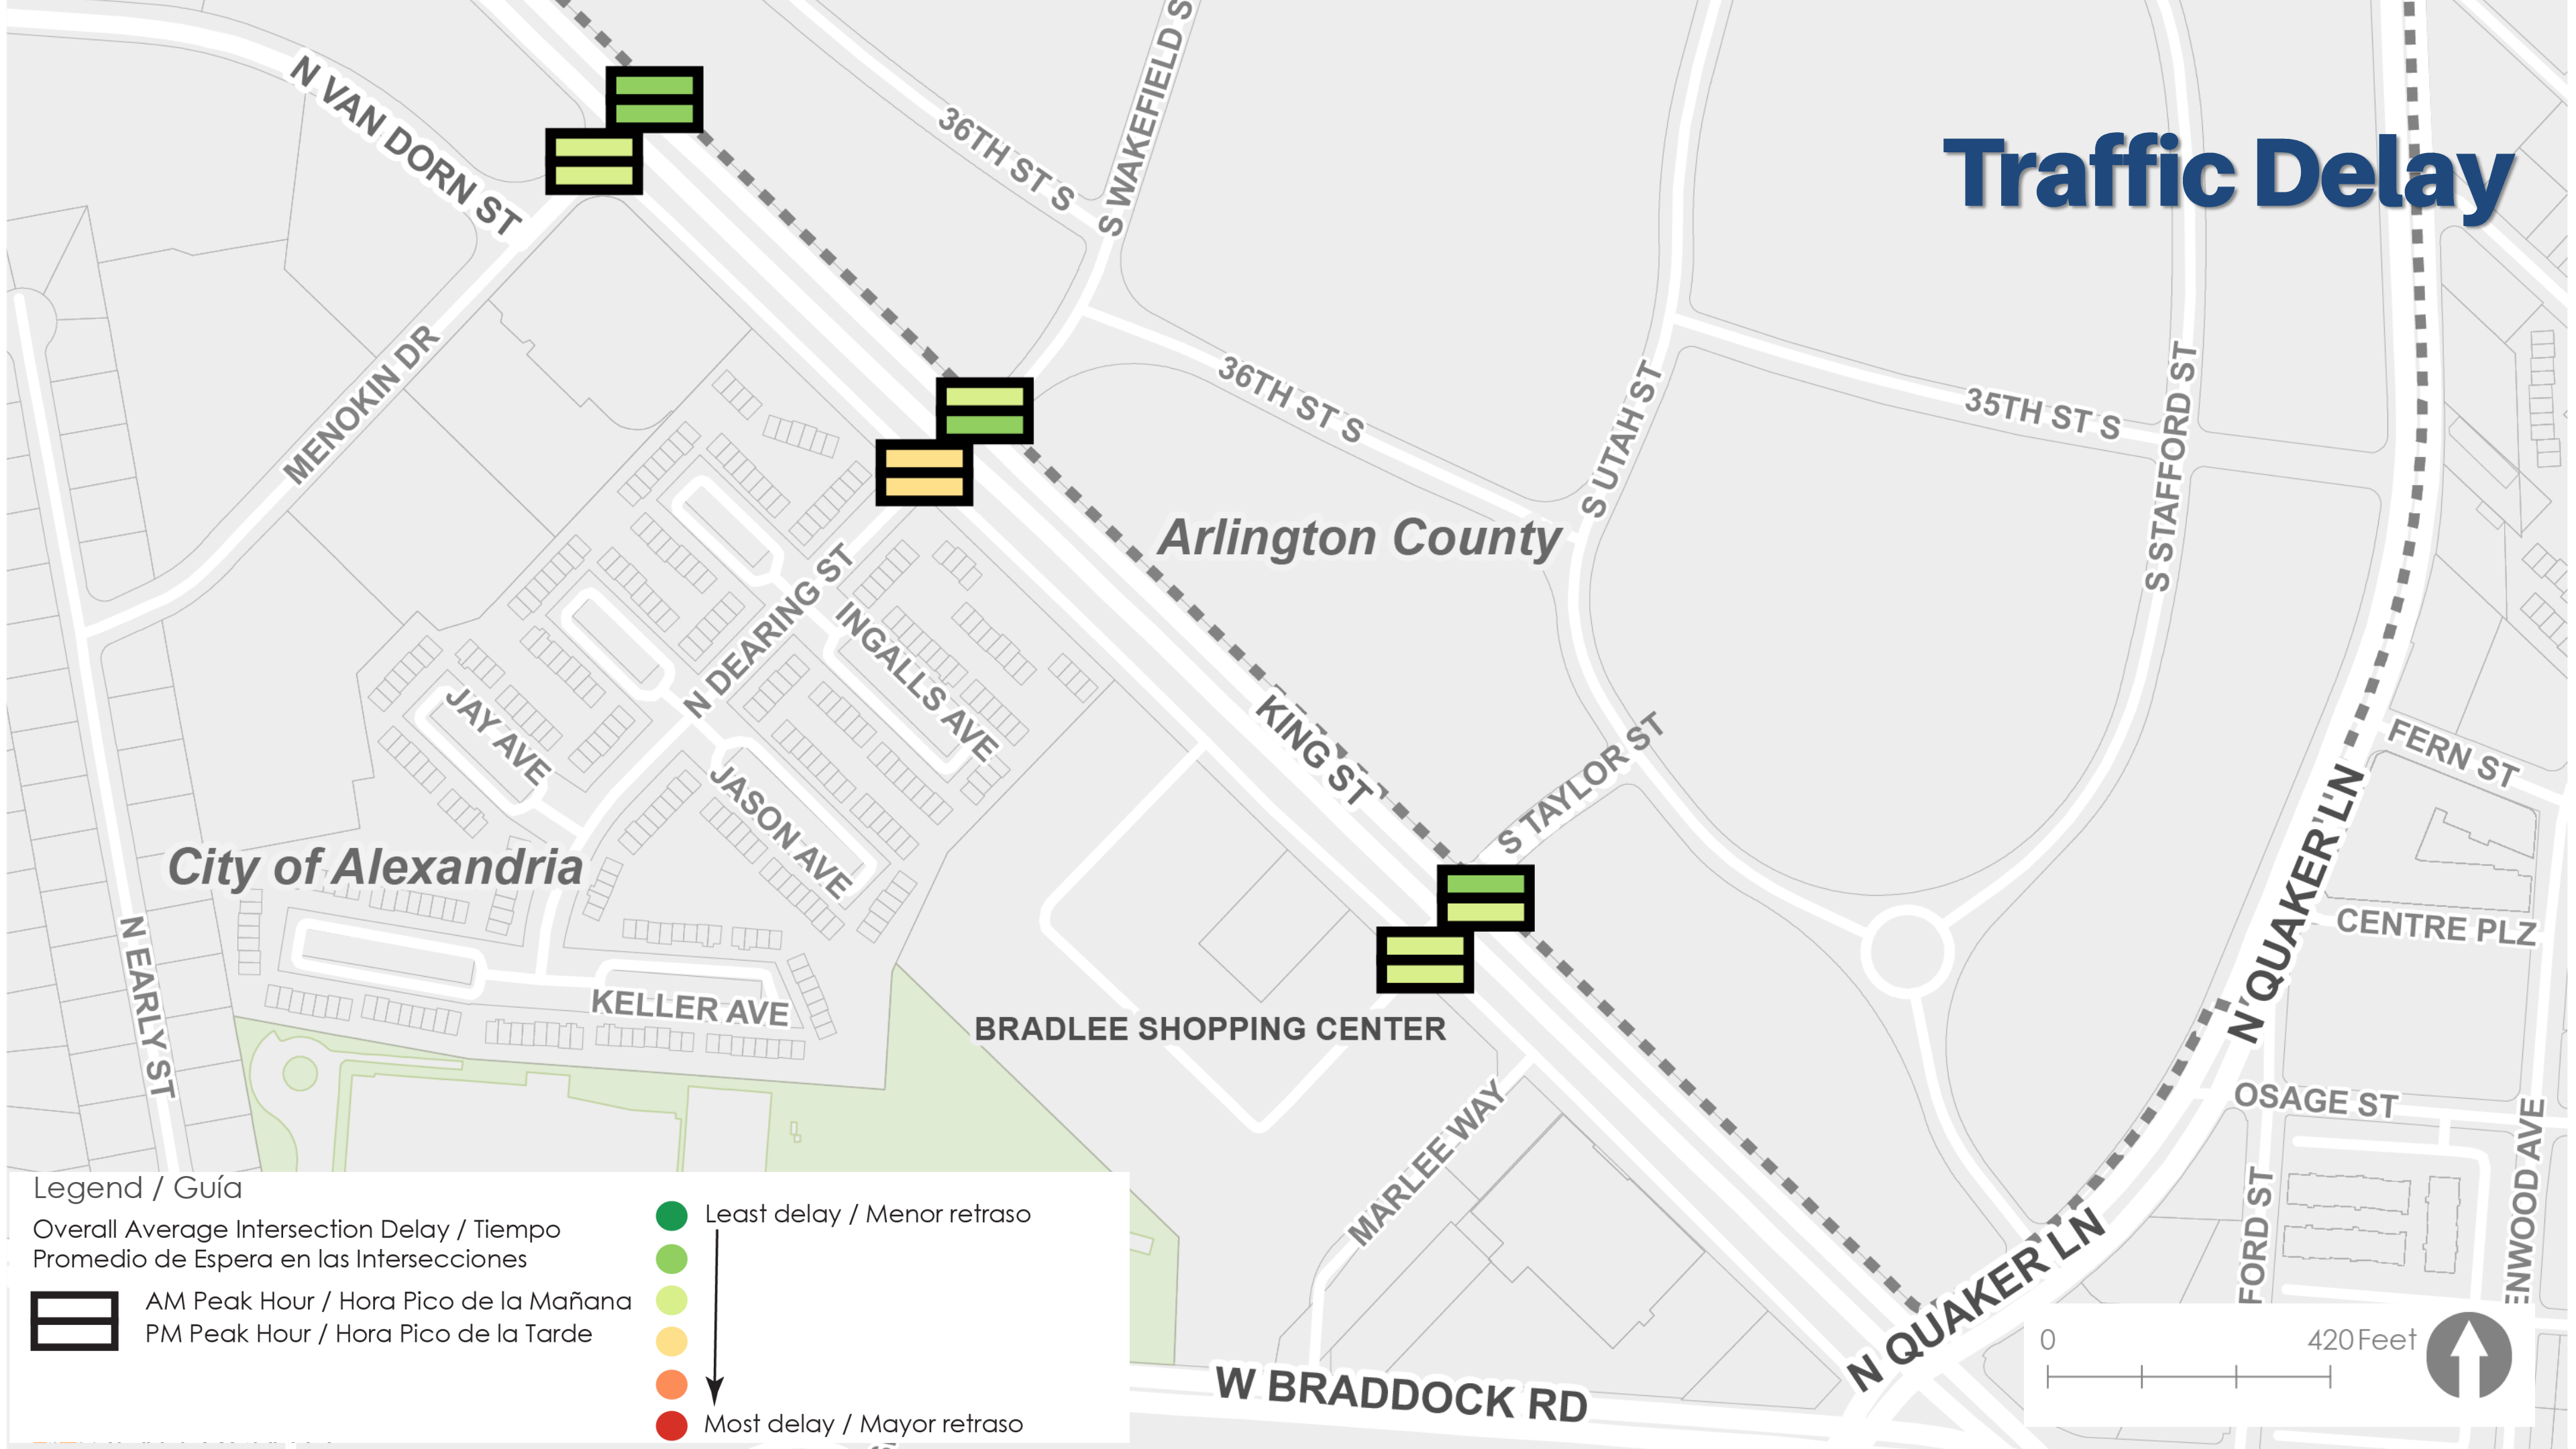 Traffic Delay
N VAN DORN ST
36TH ST S
S WAKEFIELD S
MENOKIN DR
36TH ST S
S UTAH ST
35TH ST S
S STAFFORD ST
Arlington County
N DEARING ST
INGALLS AVE
JAY AVE
JASON AVE
KING ST
S TAYLOR ST
FERN ST
N QUAKER LN
City of Alexandria
N EARLY ST
KELLER AVE
BRADLEE SHOPPING CENTER
CENTRE PLZ
OSAGE ST
MARLEE WAY
FORD ST
ENWOOD AVE
N QUAKER LN
W BRADDOCK RD
Legend / Guía
Overall Average Intersection Delay / Tiempo
Promedio de Espera en las Intersecciones
AM Peak Hour / Hora Pico de la Mañana
PM Peak Hour / Hora Pico de la Tarde
Least delay / Menor retraso
Most delay / Mayor retraso
0 420 Feet